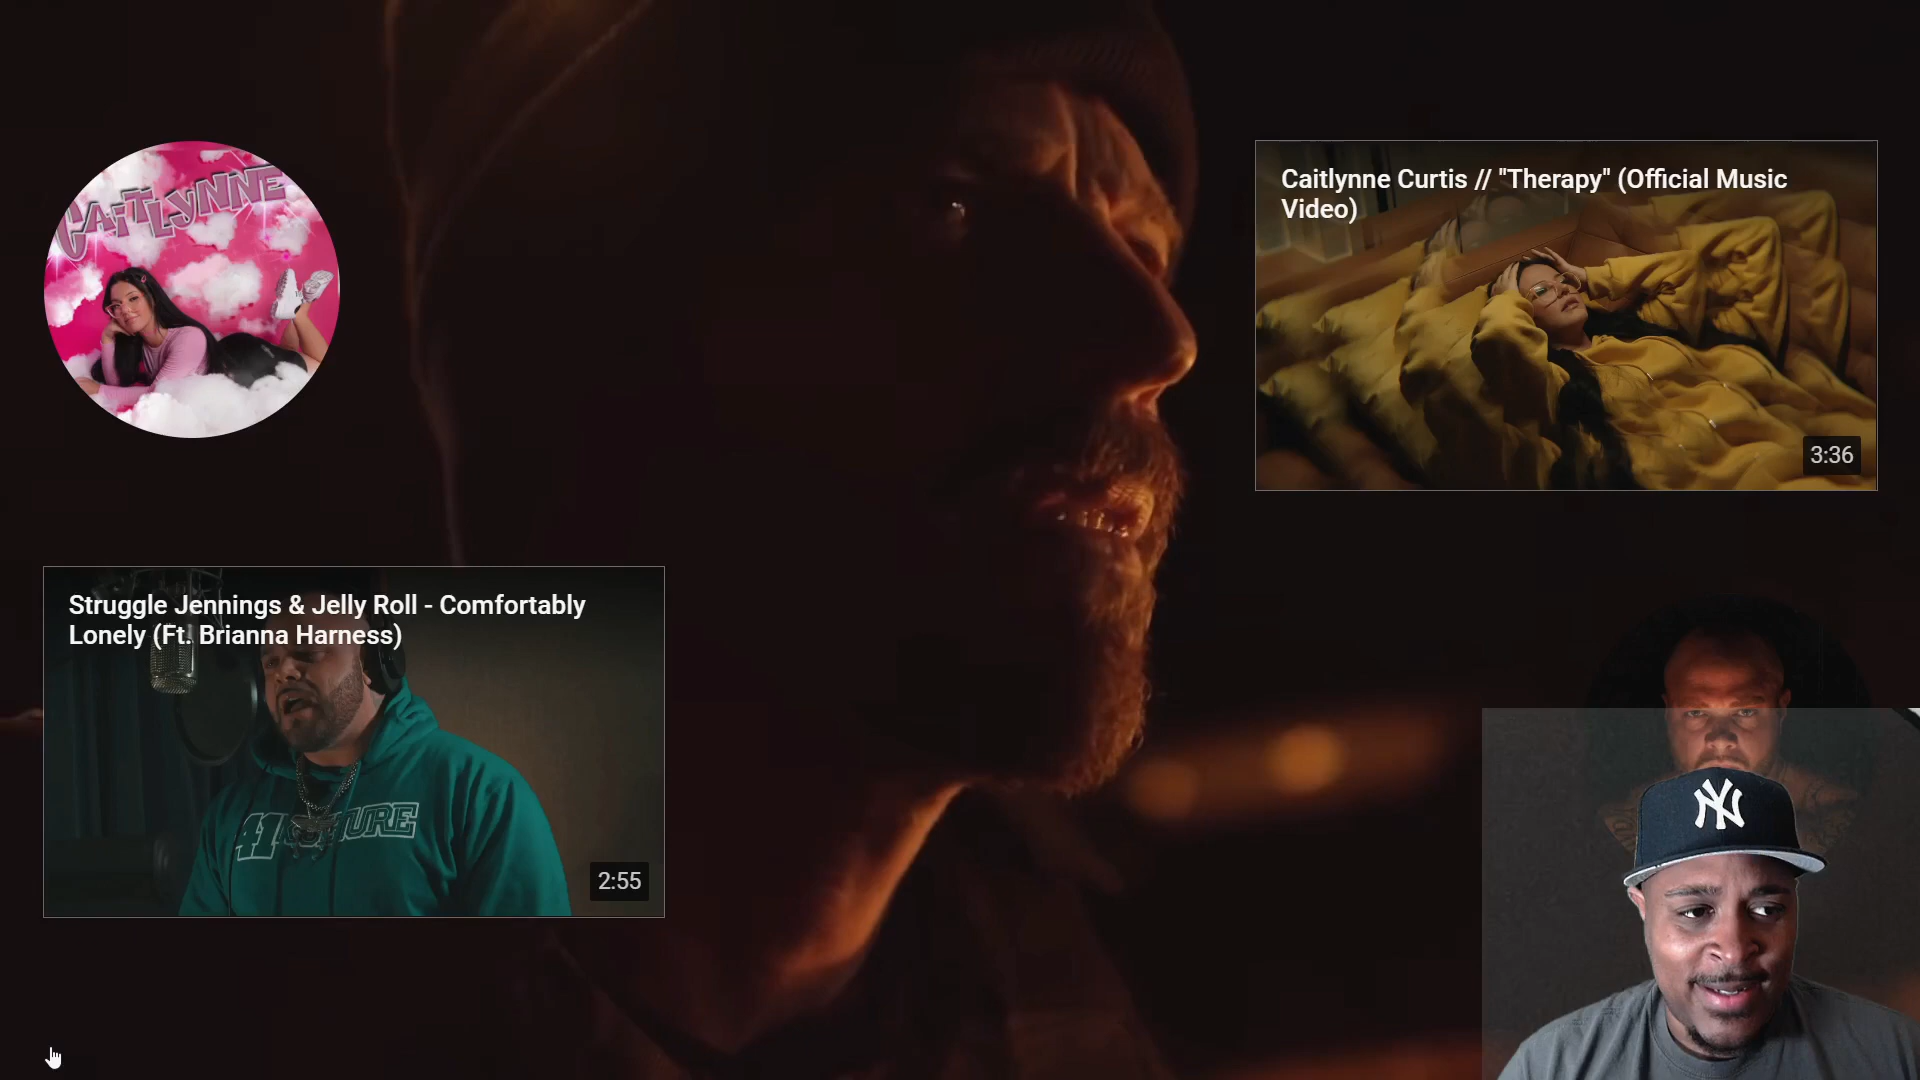 CAITLYNNE
Caitlynne Curtis // "Therapy" (Official Music
Video)
3:36
Struggle Jennings & Jelly Roll - Comfortably
Lonely (Ft. Brianna Harness)
2:55
NY